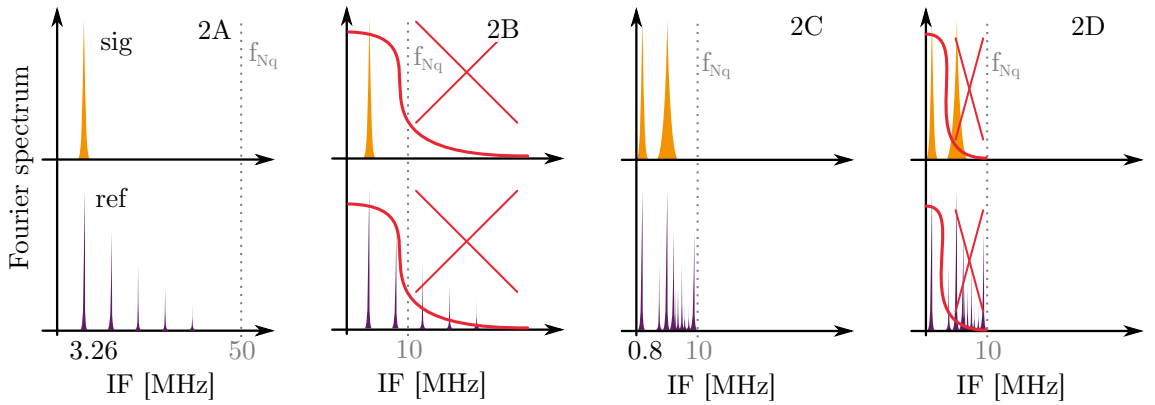 2A
sig
f_Nq
Fourier spectrum
ref
3.26
50
IF [MHz]
2B
f_Nq
10
IF [MHz]
2C
f_Nq
0.8
10
IF [MHz]
2D
f_Nq
10
IF [MHz]